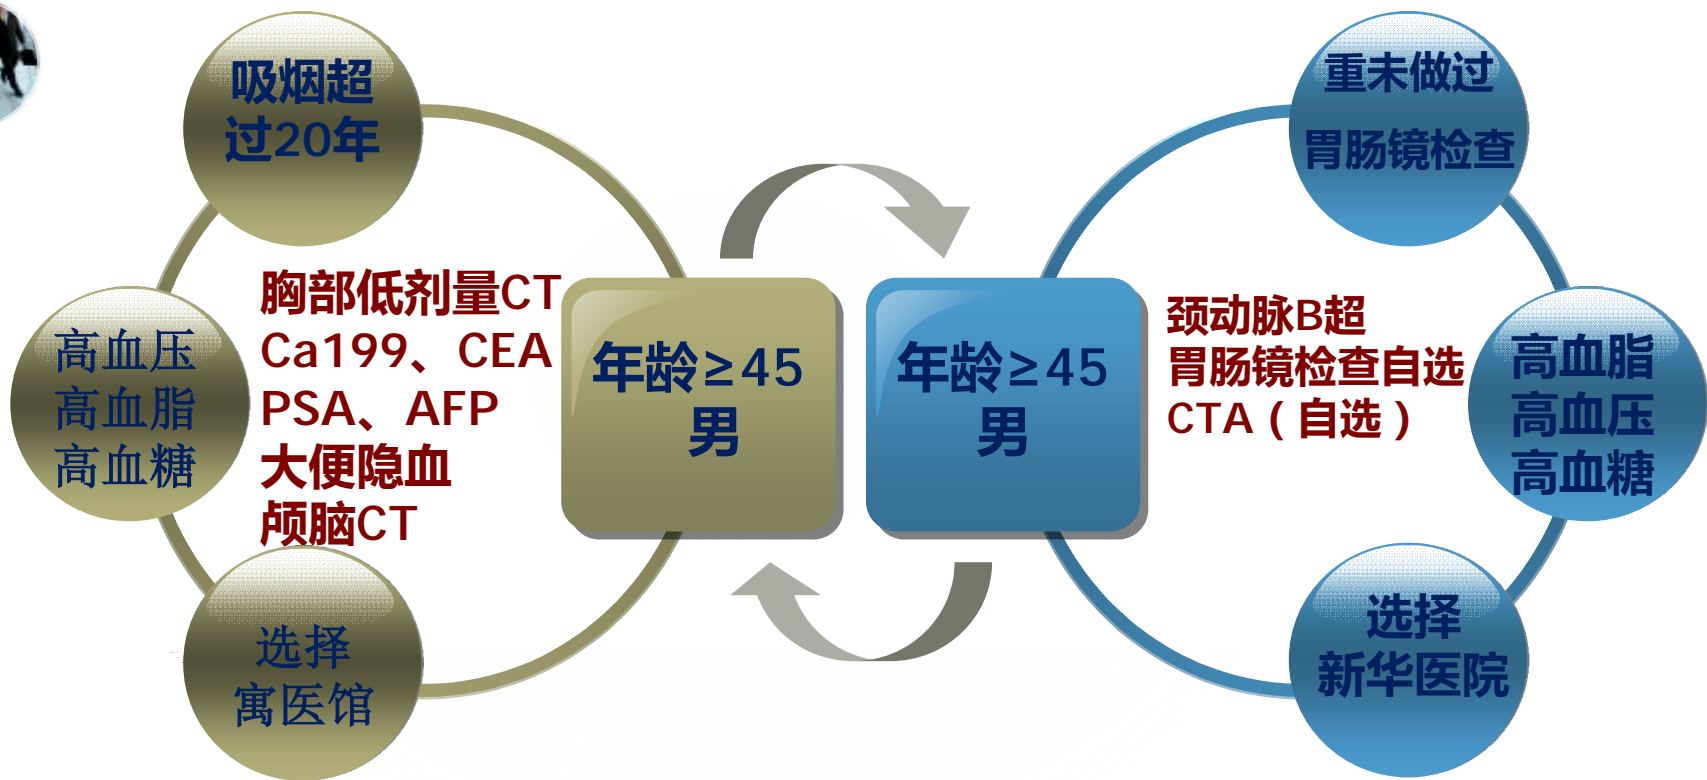 吸烟超
过20年
高血压
高血脂
高血糖
选择
寓医馆
胸部低剂量CT
Ca199、CEA
PSA、AFP
大便隐血
颅脑CT
年龄≥45
男
年龄≥45
男
颈动脉B超
胃肠镜检查自选
CTA（自选）
重未做过
胃肠镜检查
高血脂
高血压
高血糖
选择
新华医院